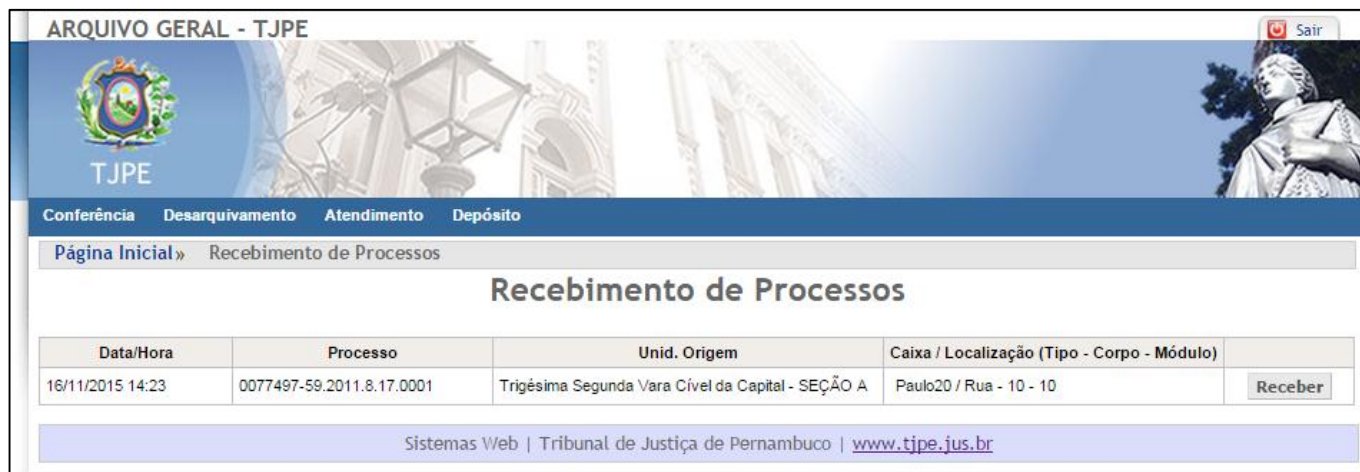 ARQUIVO GERAL - TJPE
Sair
TJPE
Conferência Desarquivamento Atendimento Depósito
Página Inicial» Recebimento de Processos
Recebimento de Processos
Data/Hora Processo Unid. Origem Caixa / Localização (Tipo - Corpo - Módulo)
16/11/2015 14:23 0077497-59.2011.8.17.0001 Trigésima Segunda Vara Cível da Capital - SEÇÃO A Paulo20 / Rua - 10 - 10 Receber
Sistemas Web | Tribunal de Justiça de Pernambuco | www.tjpe.jus.br